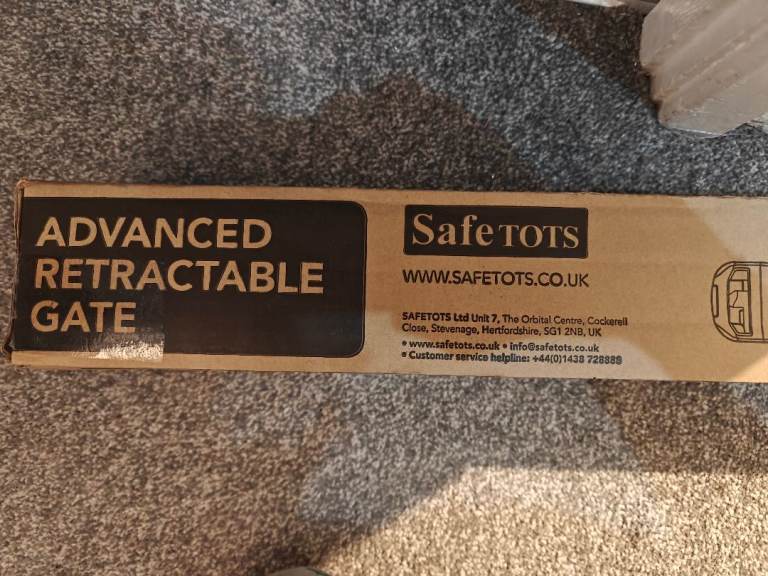 ADVANCED
RETRACTABLE
GATE
Safe TOTS
WWW.SAFETOTS.CO.UK
SAFETOTS Ltd Unit 7, The Orbital Centre, Cockerell
Close, Stevenage, Hertfordshire, SG1 2NB, UK
• www.safetots.co.uk • info@safetots.co.uk
• Customer service helpline: +44(0)1438 728888